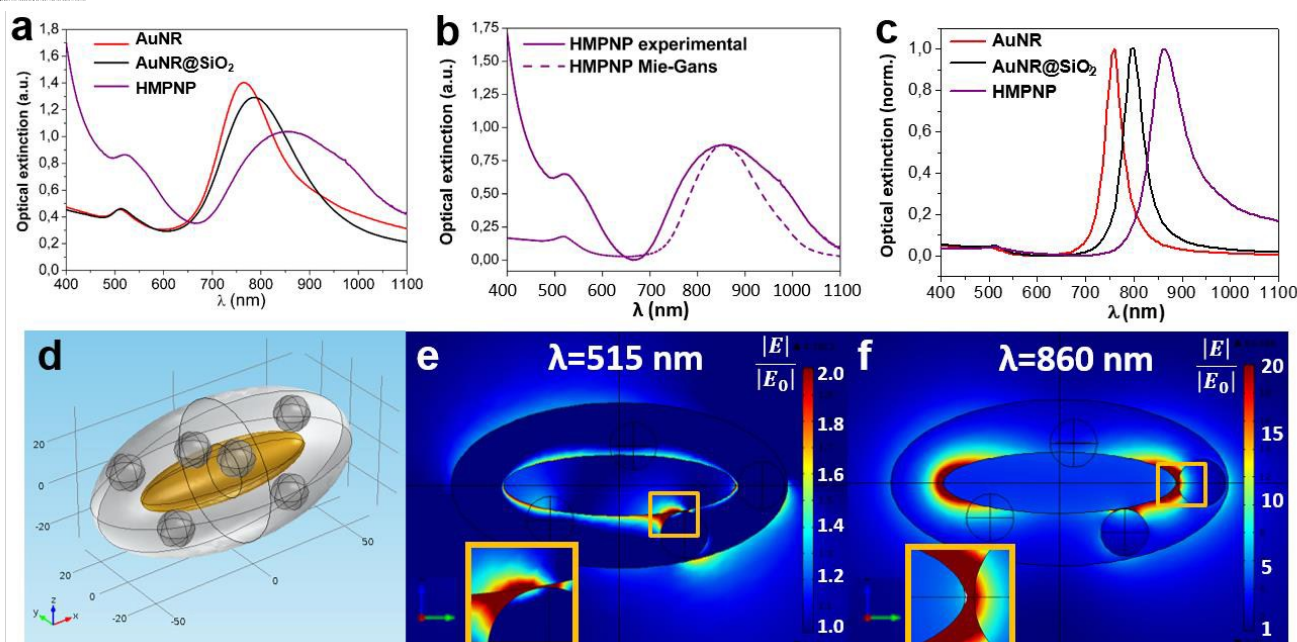 a
AuNR
AuNR@SiO₂
HMPNP
Optical extinction (a.u.)
1,8
1,6
1,4
1,2
1,0
0,8
0,6
0,4
0,2
0,0
400 500 600 700 800 900 1000 1100
λ (nm)
b
HMPNP experimental
HMPNP Mie-Gans
Optical extinction (a.u.)
1,75
1,50
1,25
1,00
0,75
0,50
0,25
0,00
400 500 600 700 800 900 1000 1100
λ (nm)
c
AuNR
AuNR@SiO₂
HMPNP
Optical extinction (norm.)
1,0
0,8
0,6
0,4
0,2
0,0
400 500 600 700 800 900 1000 1100
λ (nm)
d
20
0
-20
20
0
-20
-50
0
50
y z x
e
λ=515 nm
|E|
|E₀|
2.0
1.8
1.6
1.4
1.2
1.0
f
λ=860 nm
|E|
|E₀|
20
15
10
5
1